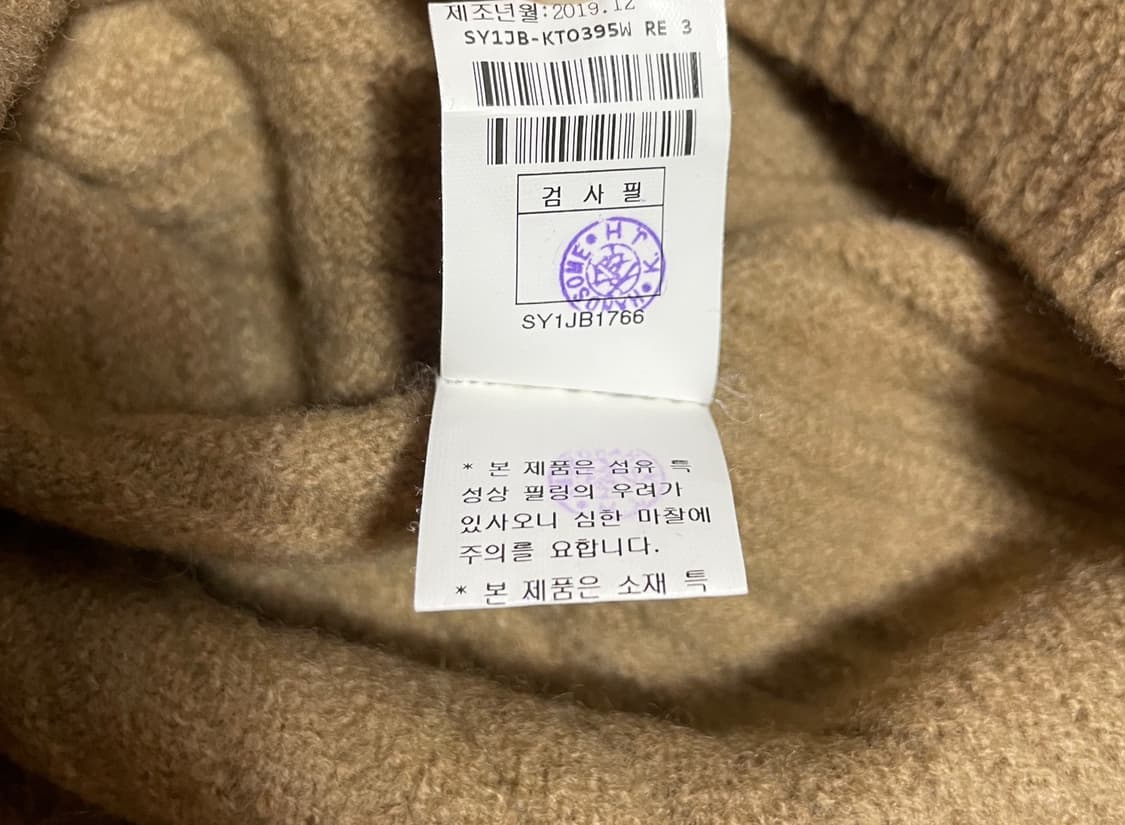 제조년월:2019.12
SY1JB-KT0395W RE 3
검 사 필
HJK HANDSOME
SY1JB1766
* 본 제품은 섬유 특
성상 필링의 우려가
있사오니 심한 마찰에
주의를 요합니다.
* 본 제품은 소재 특